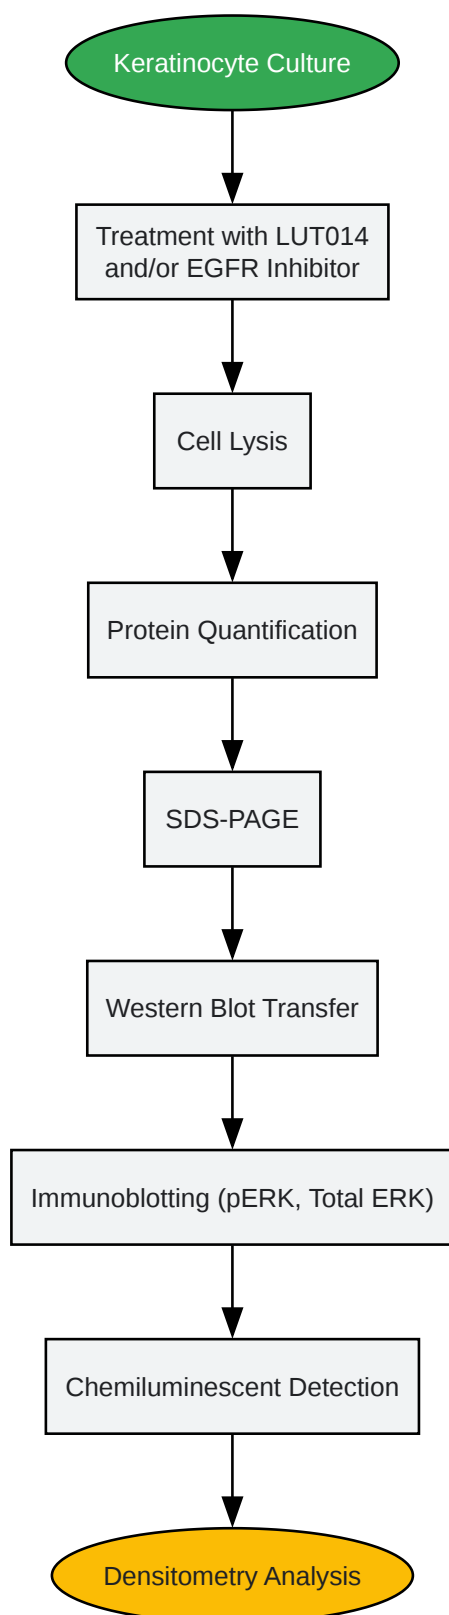 Keratinocyte Culture
Treatment with LUT014
and/or EGFR Inhibitor
Cell Lysis
Protein Quantification
SDS-PAGE
Western Blot Transfer
Immunoblotting (pERK, Total ERK)
Chemiluminescent Detection
Densitometry Analysis